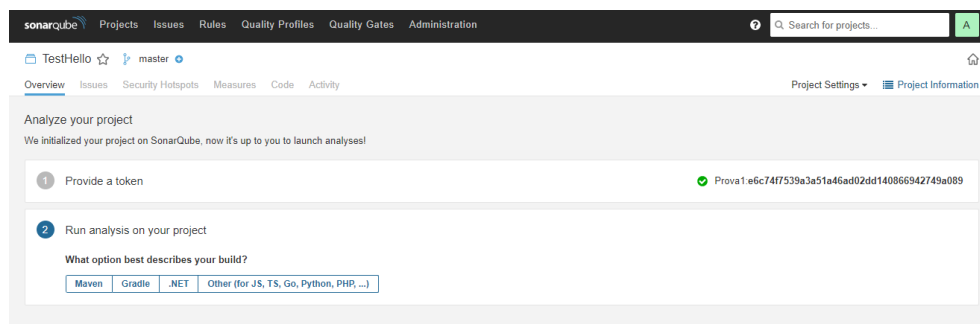 sonarqube Projects Issues Rules Quality Profiles Quality Gates Administration ? Search for projects... A
TestHello master
Overview Issues Security Hotspots Measures Code Activity Project Settings Project Information
Analyze your project
We initialized your project on SonarQube, now it's up to you to launch analyses!
1 Provide a token Prova1:e6c74f7539a3a51a46ad02dd140866942749a089
2 Run analysis on your project
What option best describes your build?
Maven Gradle .NET Other (for JS, TS, Go, Python, PHP, ...)